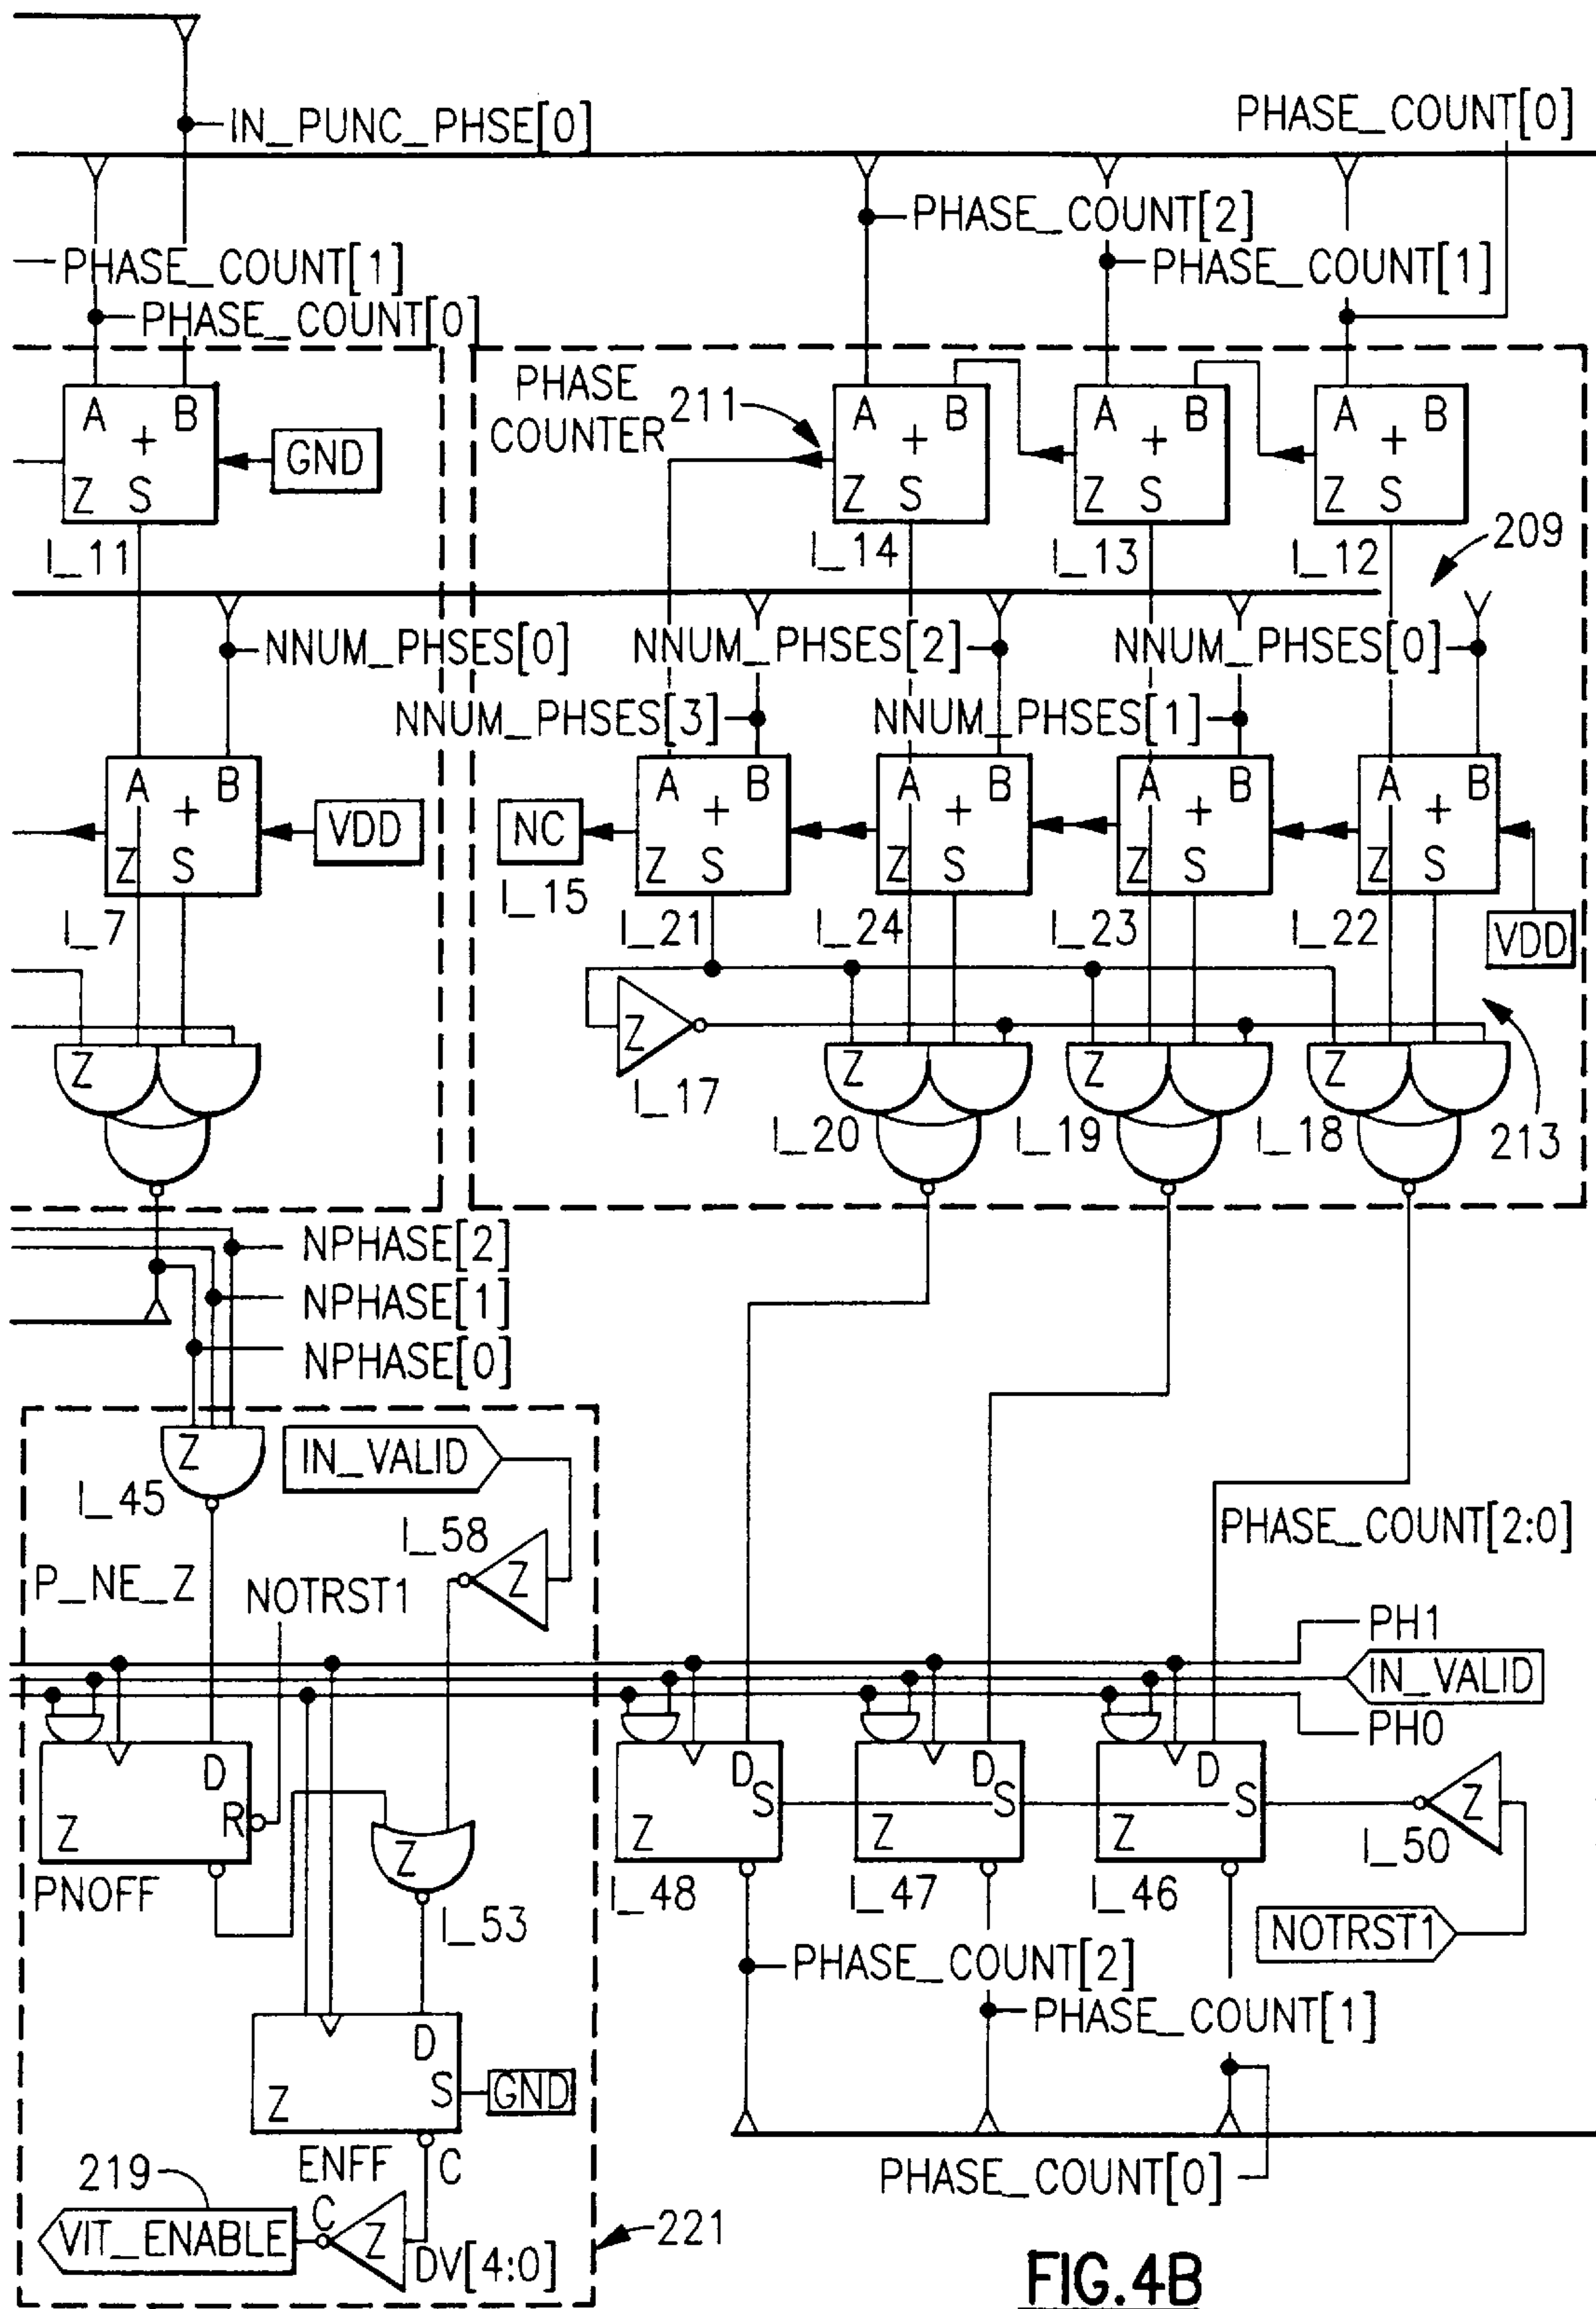 IN_PUNC_PHSE[0]
PHASE_COUNT[0]
PHASE_COUNT[2]
PHASE_COUNT[1]
PHASE_COUNT[1]
PHASE_COUNT[0]
PHASE
COUNTER
211
A B
+
Z S
GND
A B
+
Z S
A B
+
Z S
A B
+
Z S
I_11
I_14
I_13
I_12
209
NNUM_PHSES[0]
NNUM_PHSES[2]
NNUM_PHSES[0]
NNUM_PHSES[3]
NNUM_PHSES[1]
A B
+
Z S
VDD
NC
A B
+
Z S
A B
+
Z S
A B
+
Z S
A B
+
Z S
I_7
I_15
I_21
I_24
I_23
I_22
VDD
Z
Z
Z
Z
Z
I_17
I_20
I_19
I_18
213
NPHASE[2]
NPHASE[1]
NPHASE[0]
Z
IN_VALID
I_45
I_58
Z
P_NE_Z
NOTRST1
PHASE_COUNT[2:0]
PH1
IN_VALID
PH0
D
R
Z
PNOFF
Z
I_53
D
S
Z
I_48
D
S
Z
I_47
D
S
Z
I_46
Z
I_50
NOTRST1
PHASE_COUNT[2]
PHASE_COUNT[1]
D
S
Z
GND
ENFF
C
PHASE_COUNT[0]
219
C
VIT_ENABLE
Z
DV[4:0]
221
FIG.4B